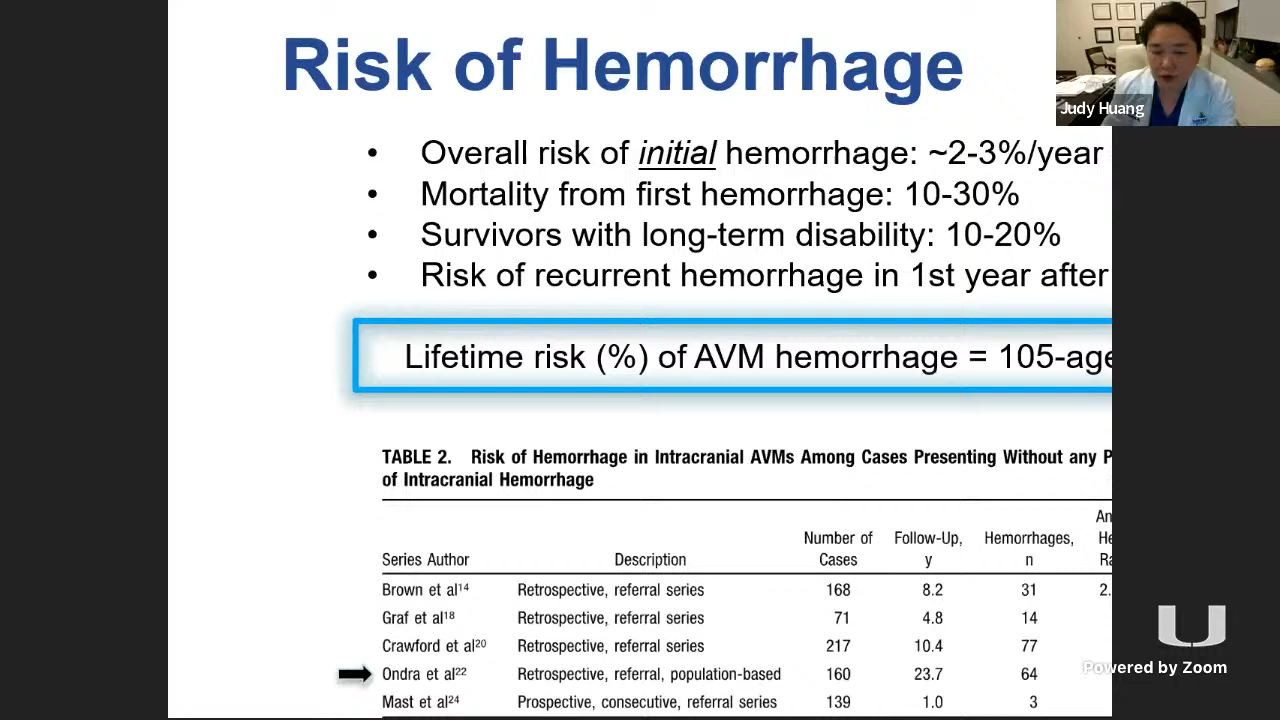 Risk of Hemorrhage
Judy Huang
• Overall risk of initial hemorrhage: ~2-3%/year
• Mortality from first hemorrhage: 10-30%
• Survivors with long-term disability: 10-20%
• Risk of recurrent hemorrhage in 1st year after
Lifetime risk (%) of AVM hemorrhage = 105-age
TABLE 2. Risk of Hemorrhage in Intracranial AVMs Among Cases Presenting Without any P
of Intracranial Hemorrhage
An
Number of Follow-Up, Hemorrhages, He
Series Author Description Cases y n Ra
Brown et al14 Retrospective, referral series 168 8.2 31 2.
Graf et al18 Retrospective, referral series 71 4.8 14
Crawford et al20 Retrospective, referral series 217 10.4 77
Ondra et al22 Retrospective, referral, population-based 160 23.7 64
Mast et al24 Prospective, consecutive, referral series 139 1.0 3
U
Powered by Zoom